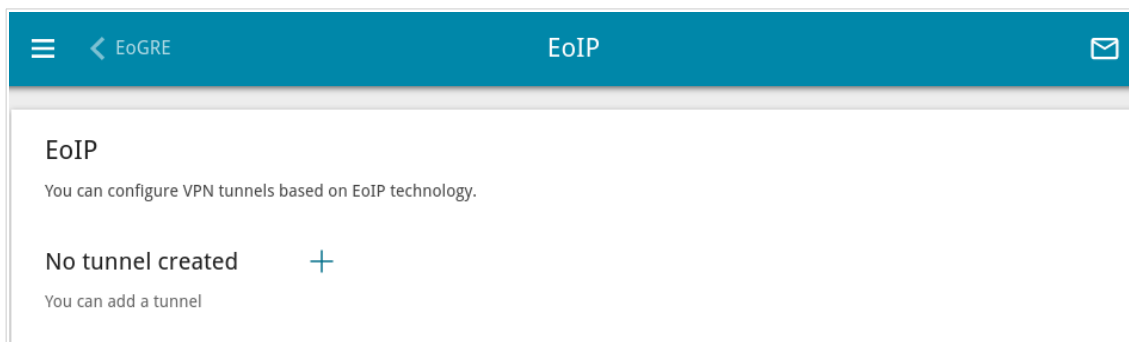 EoGRE
EoIP
EoIP
You can configure VPN tunnels based on EoIP technology.
No tunnel created
You can add a tunnel